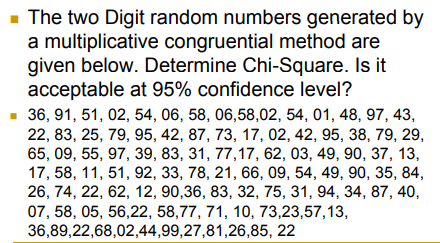 The two Digit random numbers generated by
a multiplicative congruential method are
given below. Determine Chi-Square. Is it
acceptable at 95% confidence level?
36, 91, 51, 02, 54, 06, 58, 06,58,02, 54, 01, 48, 97, 43,
22, 83, 25, 79, 95, 42, 87, 73, 17, 02, 42, 95, 38, 79, 29,
65, 09, 55, 97, 39, 83, 31, 77,17, 62, 03, 49, 90, 37, 13,
17, 58, 11, 51, 92, 33, 78, 21, 66, 09, 54, 49, 90, 35, 84,
26, 74, 22, 62, 12, 90,36, 83, 32, 75, 31, 94, 34, 87, 40,
07, 58, 05, 56,22, 58,77, 71, 10, 73,23,57,13,
36,89,22,68,02,44,99,27,81,26,85, 22